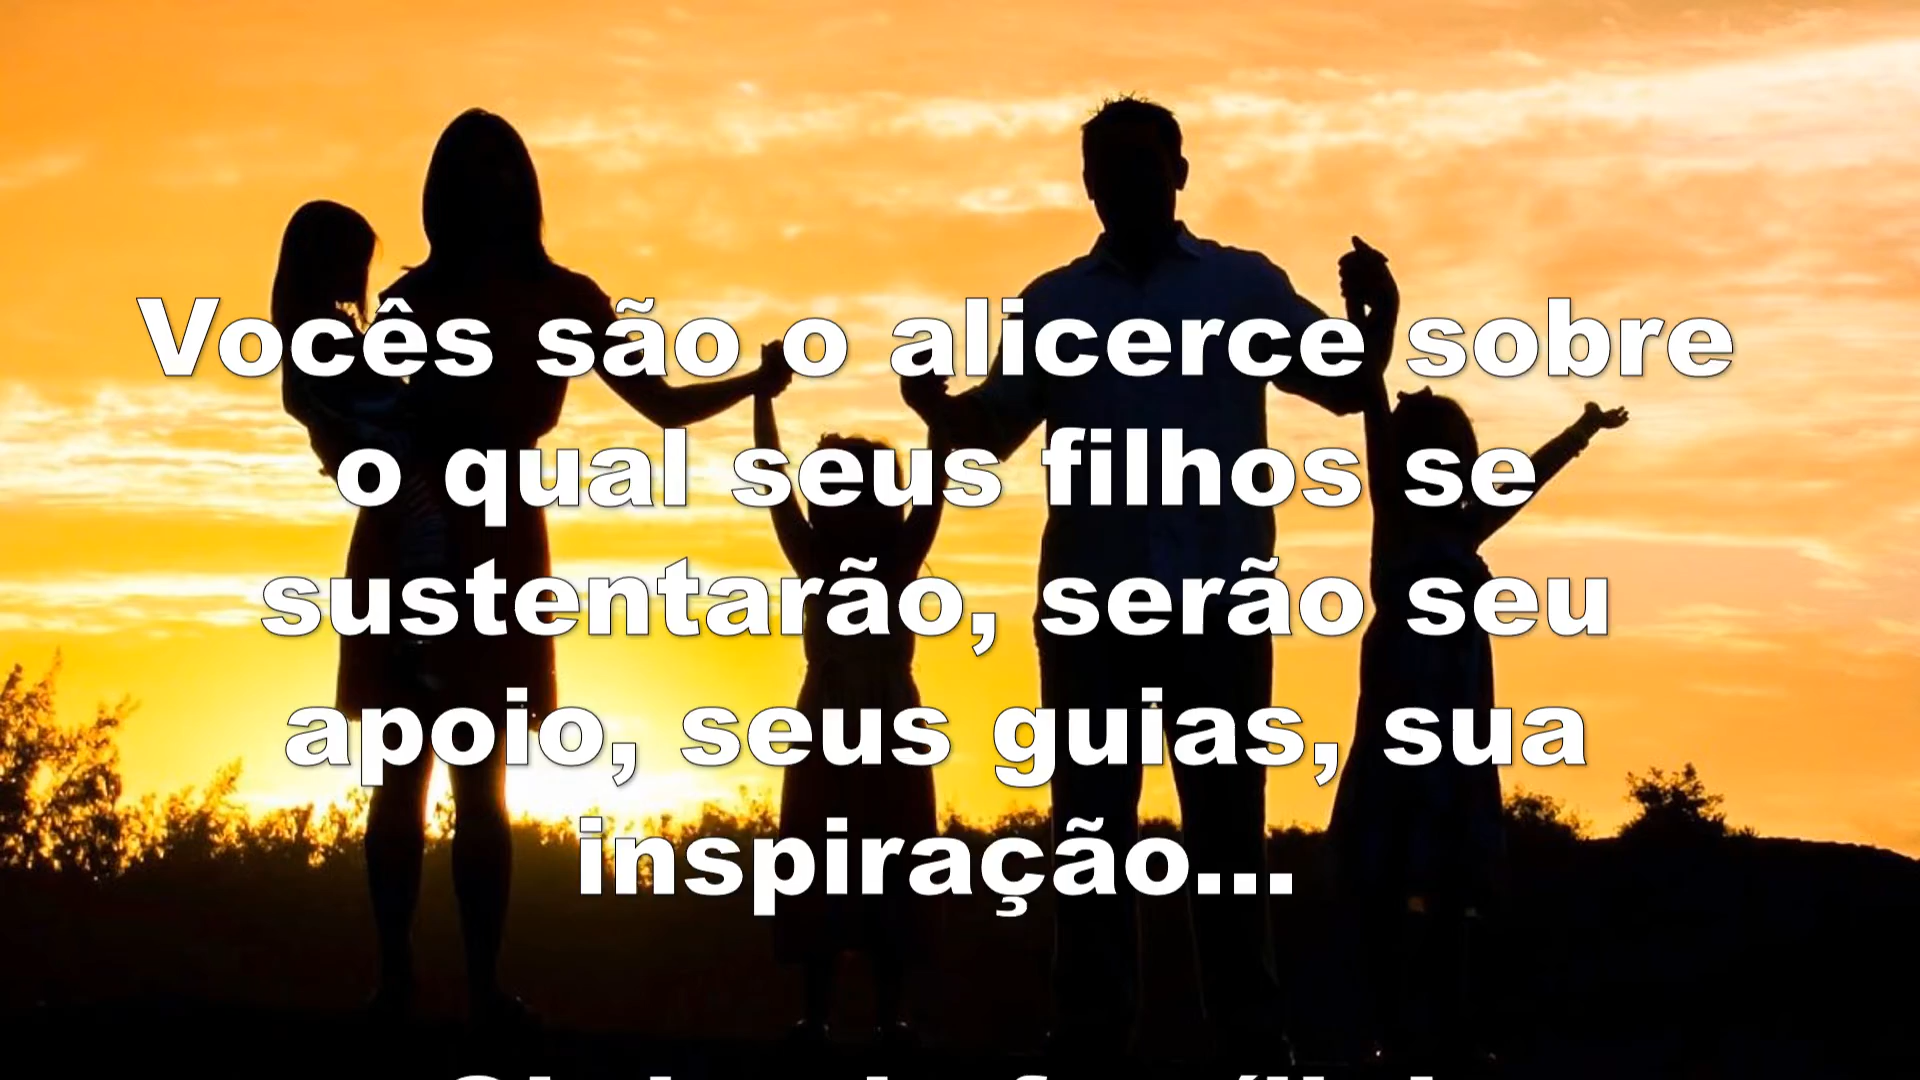 Vocês são o alicerce sobre
o qual seus filhos se
sustentarão, serão seu
apoio, seus guias, sua
inspiração...